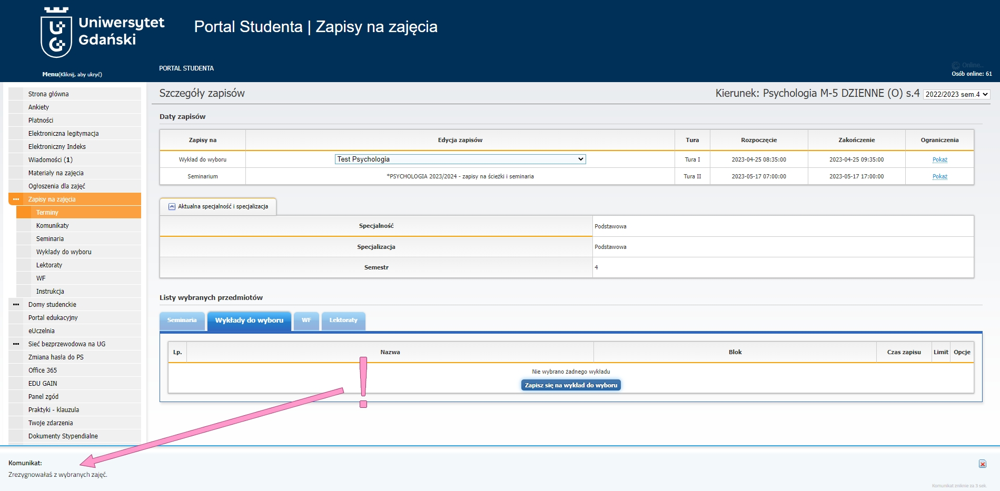 Uniwersytet
Gdański
Portal Studenta | Zapisy na zajęcia
Menu(Kliknij, aby ukryć)
PORTAL STUDENTA
Online..
Osób online: 61
Strona główna
Ankiety
Płatności
Elektroniczna legitymacja
Elektroniczny Indeks
Wiadomości (1)
Materiały na zajęcia
Ogłoszenia dla zajęć
Zapisy na zajęcia
Terminy
Komunikaty
Seminaria
Wykłady do wyboru
Lektoraty
WF
Instrukcja
Domy studenckie
Portal edukacyjny
eUczelnia
Sieć bezprzewodowa na UG
Zmiana hasła do PS
Office 365
EDU GAIN
Panel zgód
Praktyki - klauzula
Twoje zdarzenia
Dokumenty Stypendialne
Szczegóły zapisów
Kierunek: Psychologia M-5 DZIENNE (O) s.4 2022/2023 sem.4
Daty zapisów
Zapisy na Edycja zapisów Tura Rozpoczęcie Zakończenie Ograniczenia
Wykład do wyboru Test Psychologia Tura I 2023-04-25 08:35:00 2023-04-25 09:35:00 Pokaż
Seminarium *PSYCHOLOGIA 2023/2024 - zapisy na ścieżki i seminaria Tura II 2023-05-17 07:00:00 2023-05-17 17:00:00 Pokaż
Aktualna specjalność i specjalizacja
Specjalność Podstawowa
Specjalizacja Podstawowa
Semestr 4
Listy wybranych przedmiotów
Seminaria Wykłady do wyboru WF Lektoraty
Lp. Nazwa Blok Czas zapisu Limit Opcje
Nie wybrano żadnego wykładu
Zapisz się na wykład do wyboru
Komunikat:
Zrezygnowałaś z wybranych zajęć.
Komunikat zniknie za 3 sek.